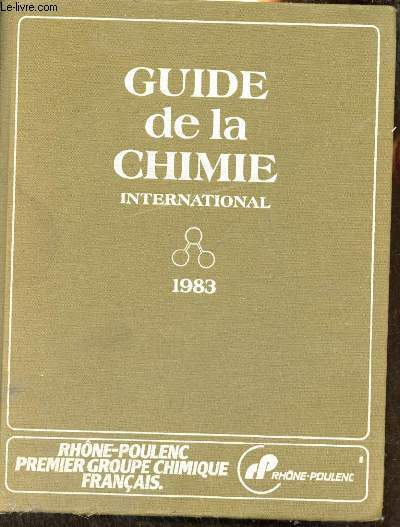 Le-livre.com
GUIDE
de la
CHIMIE
INTERNATIONAL
1983
RHÔNE-POULENC
PREMIER GROUPE CHIMIQUE
FRANÇAIS.
RHÔNE-POULENC